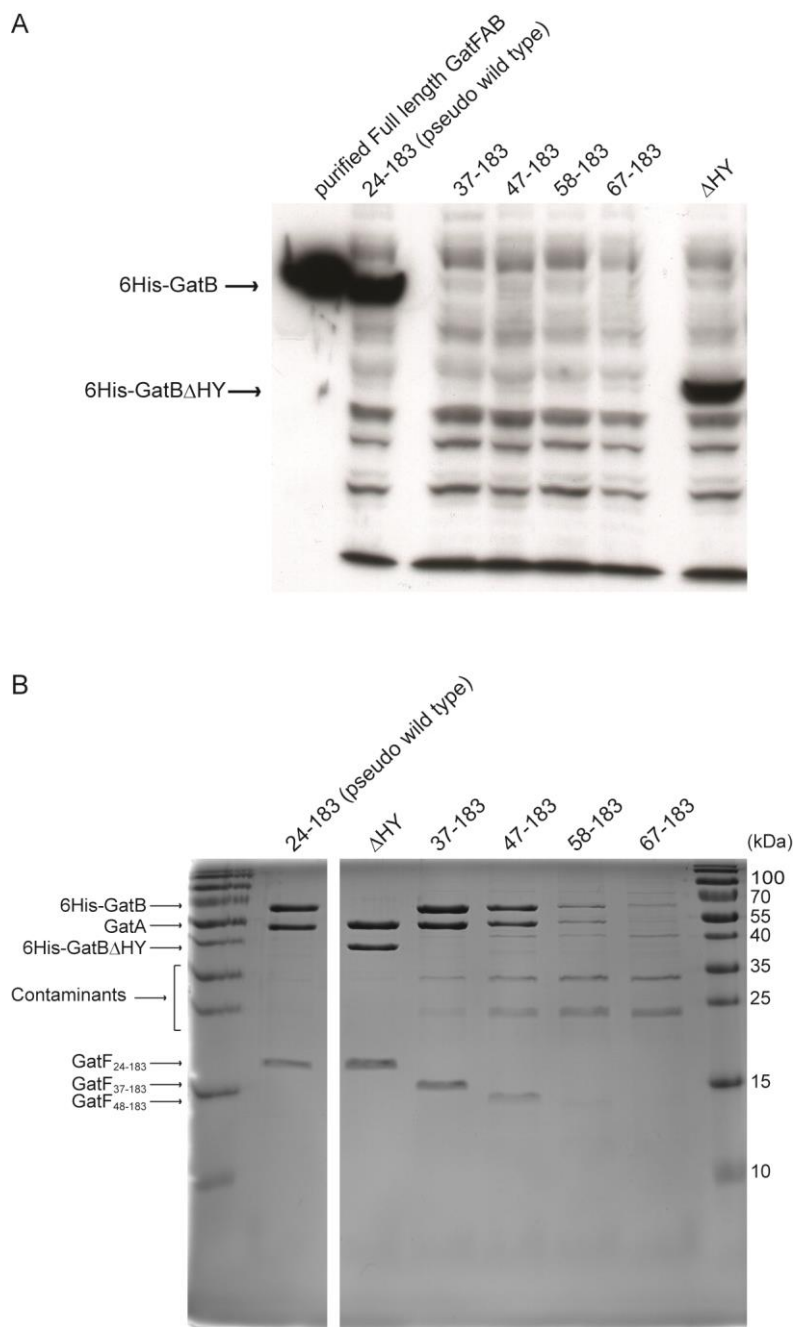 A
purified Full length GatFAB
24-183 (pseudo wild type)
37-183
47-183
58-183
67-183
ΔHY
6His-GatB
6His-GatBΔHY
B
24-183 (pseudo wild type)
ΔHY
37-183
47-183
58-183
67-183
(kDa)
6His-GatB
GatA
6His-GatBΔHY
Contaminants
GatF24-183
GatF37-183
GatF48-183
100
70
55
40
35
25
15
10